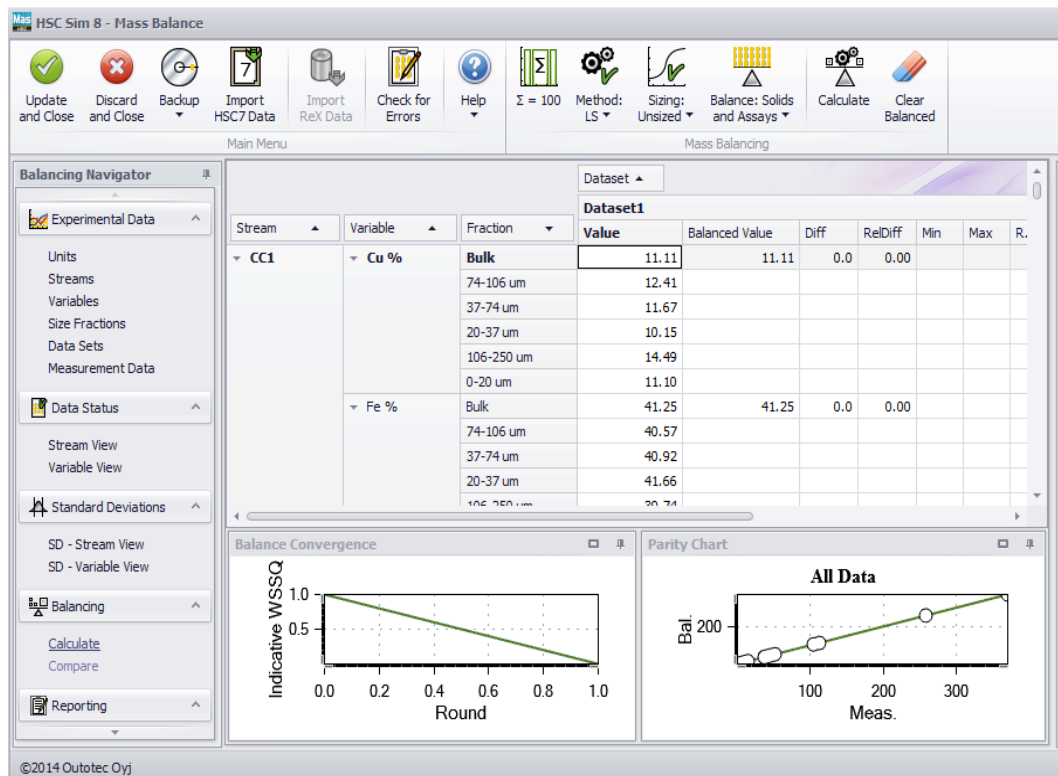 Mas
HSC Sim 8 - Mass Balance
7
Σ
Update and Close
Discard and Close
Backup
Import HSC7 Data
Import ReX Data
Check for Errors
Help
Σ = 100
Method: LS
Sizing: Unsized
Balance: Solids and Assays
Calculate
Clear Balanced
Main Menu
Mass Balancing
Balancing Navigator
Experimental Data
Units
Streams
Variables
Size Fractions
Data Sets
Measurement Data
Data Status
Stream View
Variable View
Standard Deviations
SD - Stream View
SD - Variable View
Balancing
Calculate
Compare
Reporting
Dataset
Dataset1
Stream Variable Fraction Value Balanced Value Diff RelDiff Min Max R.
CC1 Cu % Bulk 11.11 11.11 0.0 0.00
74-106 um 12.41
37-74 um 11.67
20-37 um 10.15
106-250 um 14.49
0-20 um 11.10
Fe % Bulk 41.25 41.25 0.0 0.00
74-106 um 40.57
37-74 um 40.92
20-37 um 41.66
106-250 um 39.74
Balance Convergence
Indicative WSSQ
1.0
0.5
0.0 0.2 0.4 0.6 0.8 1.0
Round
Parity Chart
All Data
Bal.
200
100 200 300
Meas.
©2014 Outotec Oyj